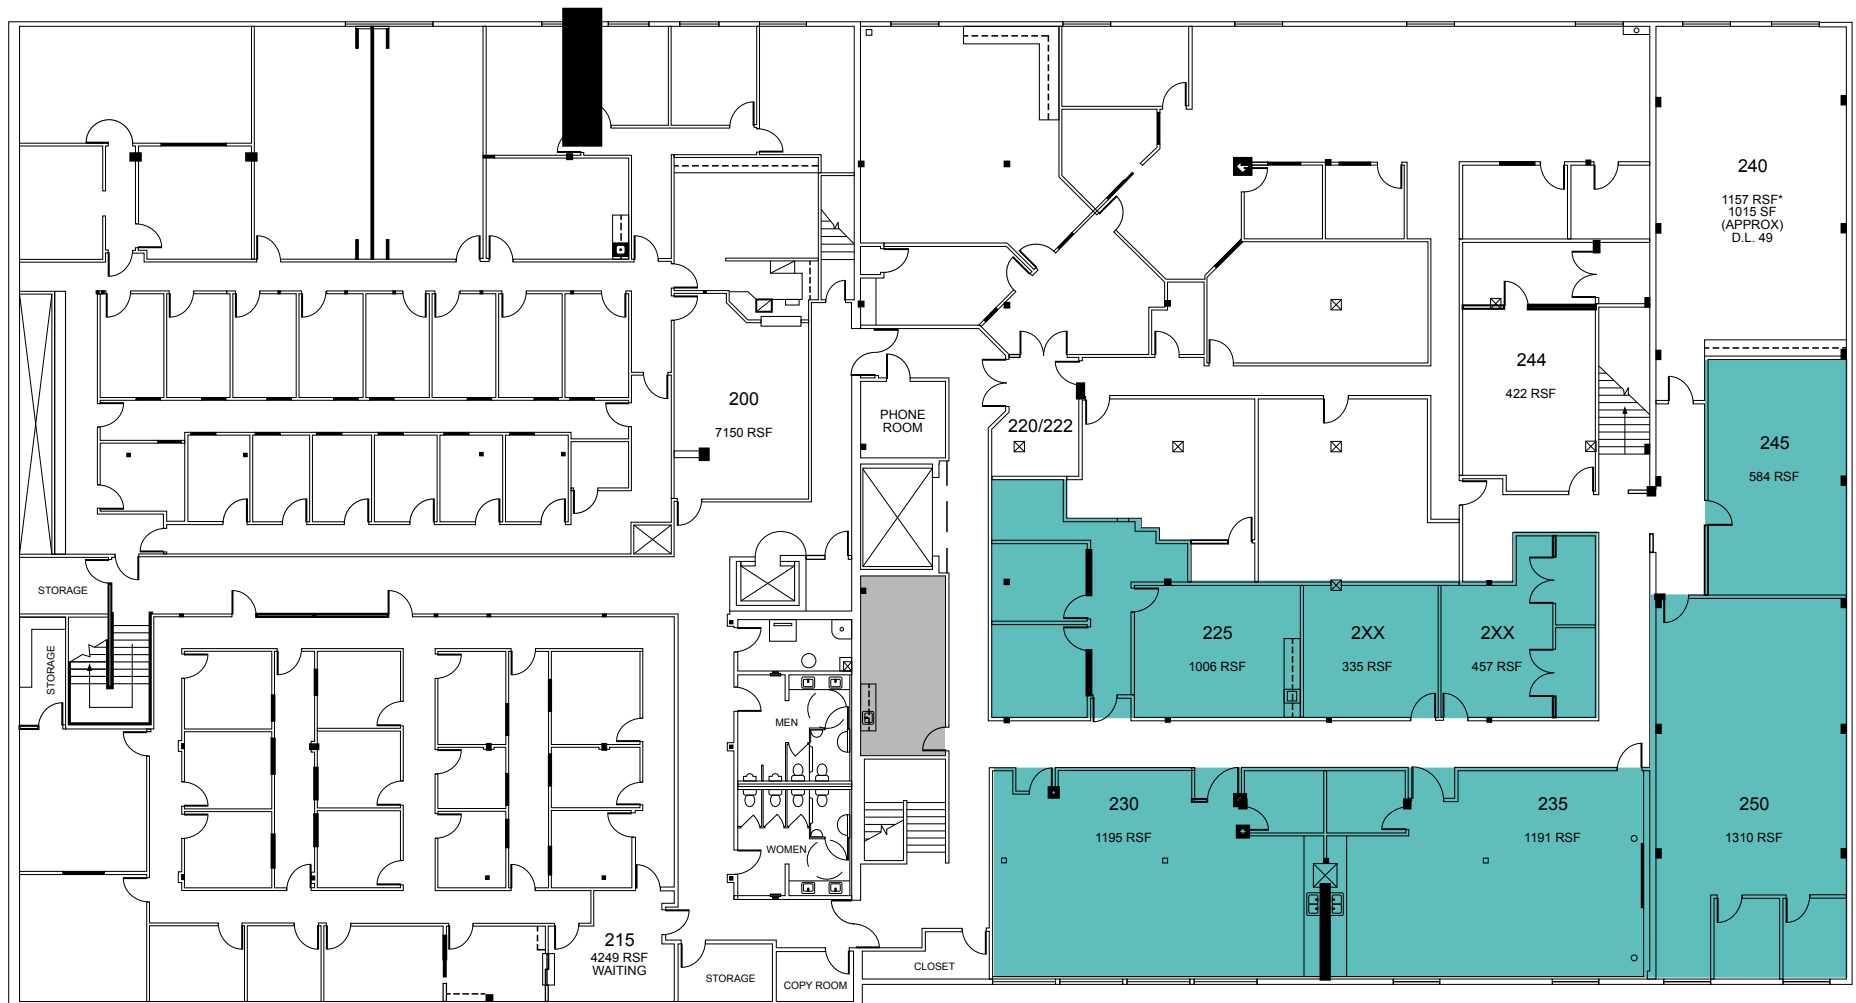 240
1157 RSF*
1015 SF
(APPROX)
D.L. 49
244
422 RSF
200
7150 RSF
PHONE
ROOM
220/222
245
584 RSF
STORAGE
STORAGE
225
1006 RSF
2XX
335 RSF
2XX
457 RSF
MEN
WOMEN
230
1195 RSF
235
1191 RSF
250
1310 RSF
215
4249 RSF
WAITING
STORAGE
COPY ROOM
CLOSET